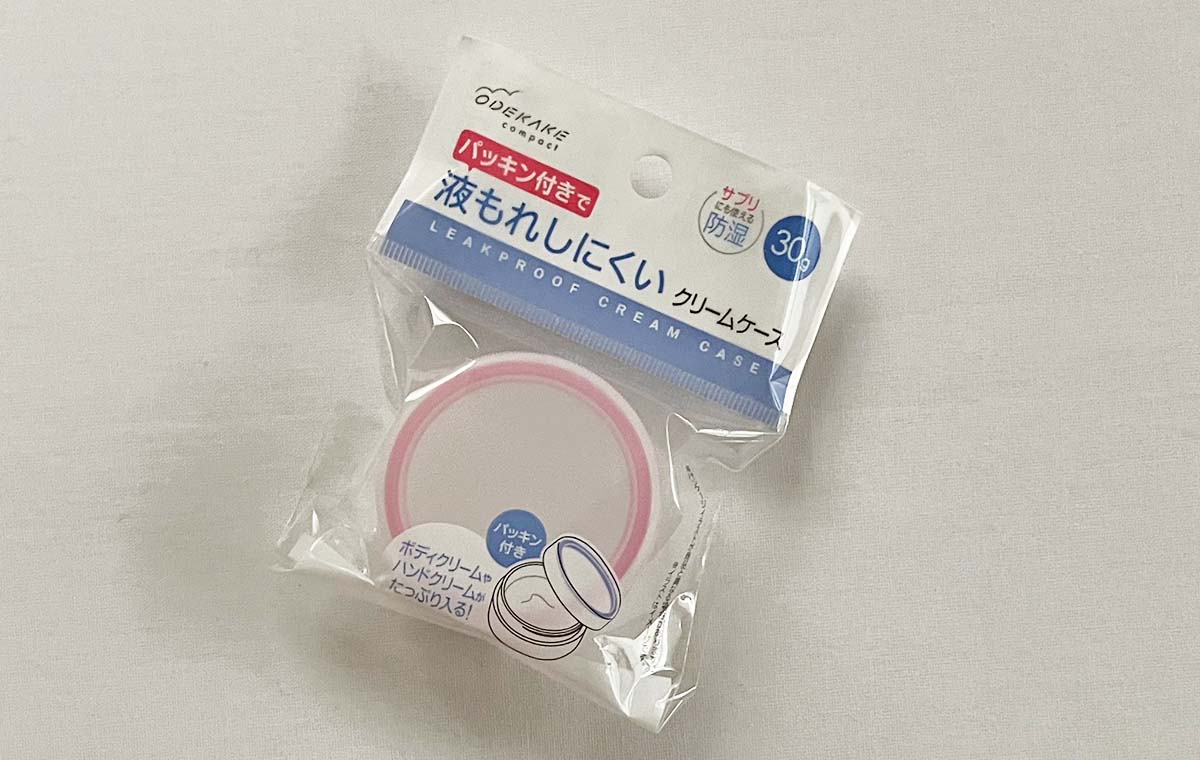 ODEKAKE
compact
パッキン付きで
液もれしにくい
クリームケース
LEAKPROOF CREAM CASE
サプリ
にも使える
防湿
30g
パッキン
付き
ボディクリームや
ハンドクリームが
たっぷり入る!